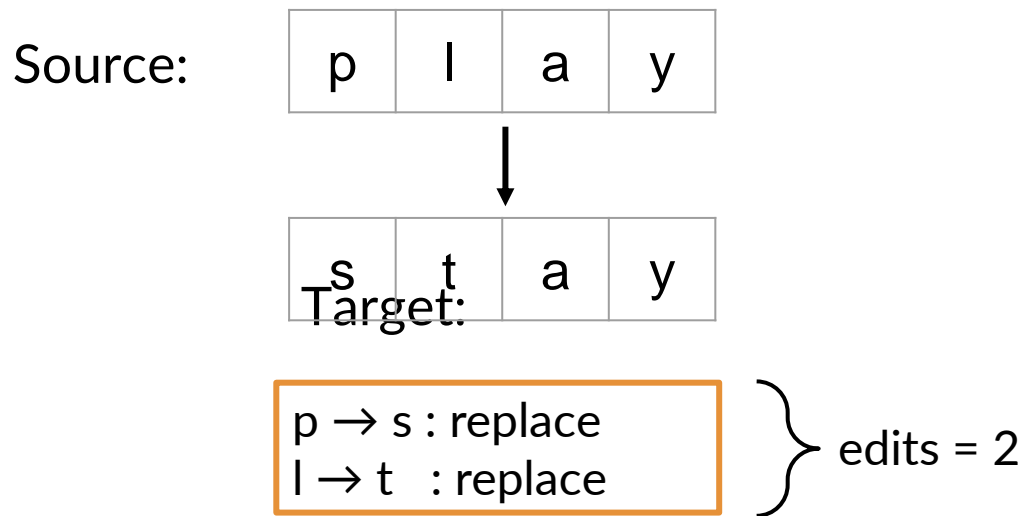 Source: p l a y
s t a y
Target:
p → s : replace
l → t : replace
edits = 2